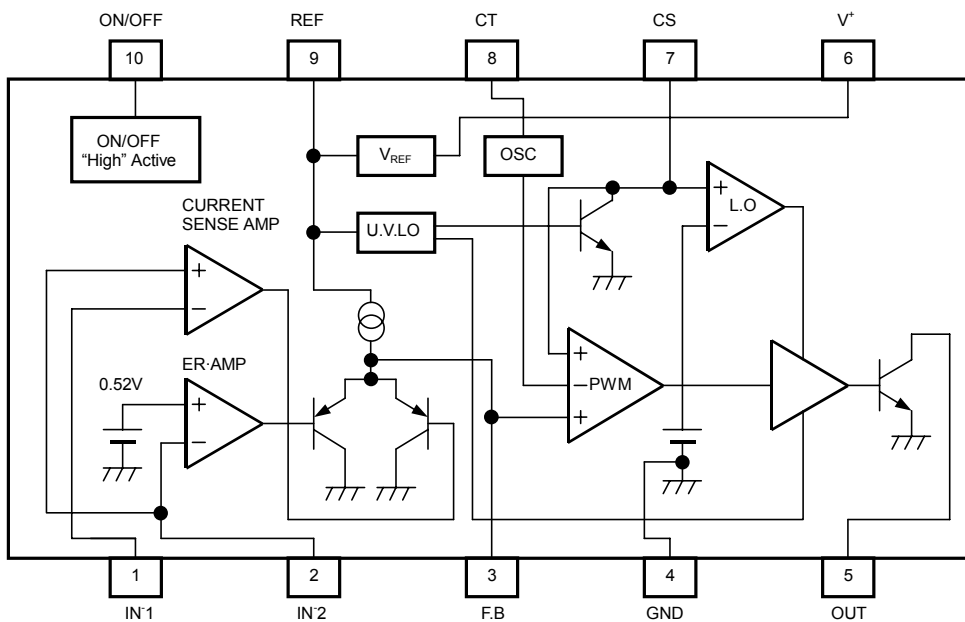 ON/OFF
REF
CT
CS
V⁺
10
9
8
7
6
ON/OFF
"High" Active
V_REF
OSC
CURRENT
SENSE AMP
U.V.LO
+
−
L.O
+
−
ER·AMP
0.52V
+
−
+
−
+
PWM
1
2
3
4
5
IN⁻1
IN⁻2
F.B
GND
OUT